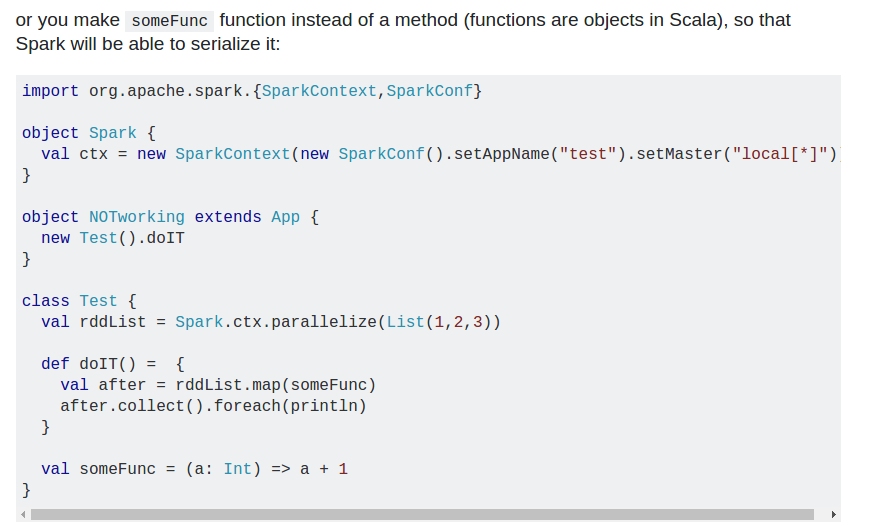 or you make someFunc function instead of a method (functions are objects in Scala), so that
Spark will be able to serialize it:
import org.apache.spark.{SparkContext,SparkConf}
object Spark {
  val ctx = new SparkContext(new SparkConf().setAppName("test").setMaster("local[*]"))
}
object NOTworking extends App {
  new Test().doIT
}
class Test {
  val rddList = Spark.ctx.parallelize(List(1,2,3))
  def doIT() =  {
    val after = rddList.map(someFunc)
    after.collect().foreach(println)
  }
  val someFunc = (a: Int) => a + 1
}